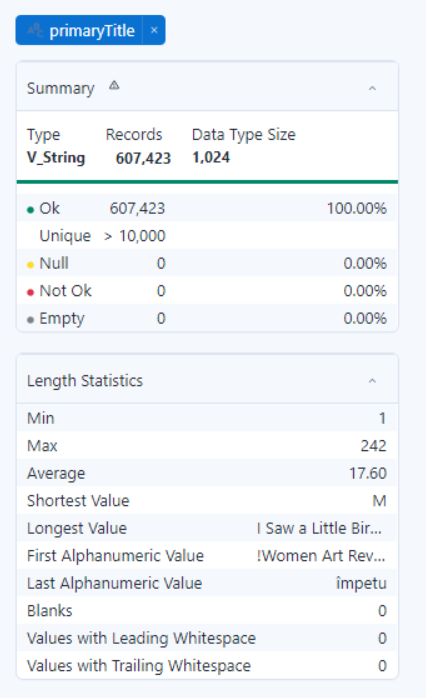 primaryTitle ×
Summary
Type Records Data Type Size
V_String 607,423 1,024
Ok 607,423 100.00%
Unique > 10,000
Null 0 0.00%
Not Ok 0 0.00%
Empty 0 0.00%
Length Statistics
Min 1
Max 242
Average 17.60
Shortest Value M
Longest Value I Saw a Little Bir...
First Alphanumeric Value !Women Art Rev...
Last Alphanumeric Value împetu
Blanks 0
Values with Leading Whitespace 0
Values with Trailing Whitespace 0